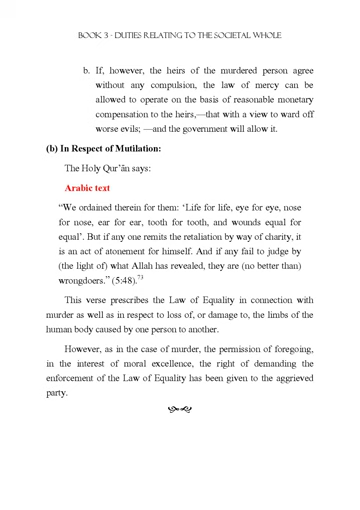 BOOK 3 - DUTIES RELATING TO THE SOCIETAL WHOLE
b. If, however, the heirs of the murdered person agree
without any compulsion, the law of mercy can be
allowed to operate on the basis of reasonable monetary
compensation to the heirs,—that with a view to ward off
worse evils; —and the government will allow it.
(b) In Respect of Mutilation:
The Holy Qur’ân says:
Arabic text
“We ordained therein for them: ‘Life for life, eye for eye, nose
for nose, ear for ear, tooth for tooth, and wounds equal for
equal’. But if any one remits the retaliation by way of charity, it
is an act of atonement for himself. And if any fail to judge by
(the light of) what Allah has revealed, they are (no better than)
wrongdoers.” (5:48).73
This verse prescribes the Law of Equality in connection with
murder as well as in respect to loss of, or damage to, the limbs of the
human body caused by one person to another.
However, as in the case of murder, the permission of foregoing,
in the interest of moral excellence, the right of demanding the
enforcement of the Law of Equality has been given to the aggrieved
party.